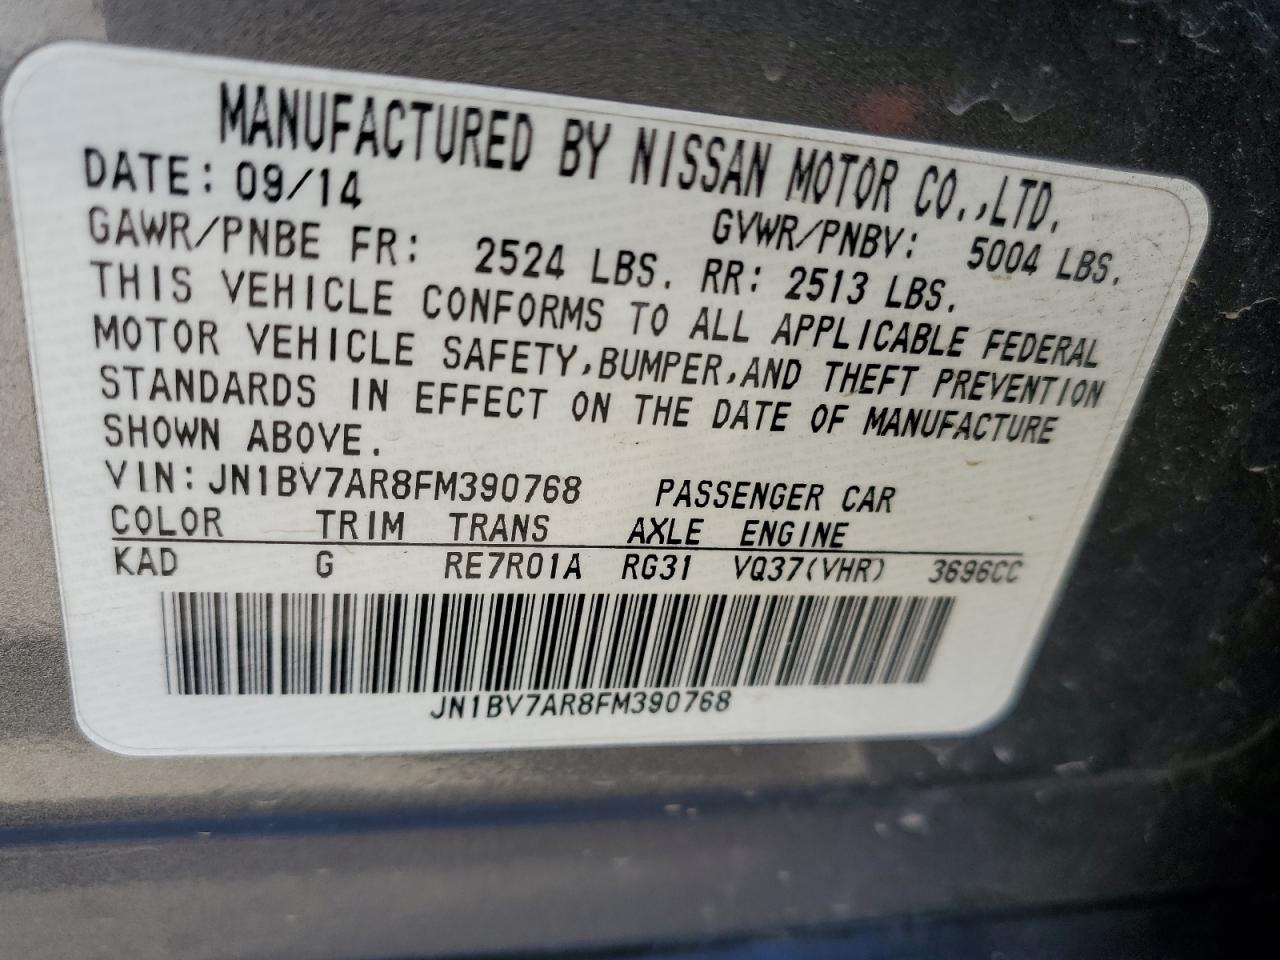 MANUFACTURED BY NISSAN MOTOR CO.,LTD.
DATE: 09/14 GVWR/PNBV: 5004 LBS.
GAWR/PNBE FR: 2524 LBS. RR: 2513 LBS.
THIS VEHICLE CONFORMS TO ALL APPLICABLE FEDERAL
MOTOR VEHICLE SAFETY,BUMPER,AND THEFT PREVENTION
STANDARDS IN EFFECT ON THE DATE OF MANUFACTURE
SHOWN ABOVE.
VIN: JN1BV7AR8FM390768 PASSENGER CAR
COLOR TRIM TRANS AXLE ENGINE
KAD G RE7R01A RG31 VQ37(VHR) 3696CC
JN1BV7AR8FM390768